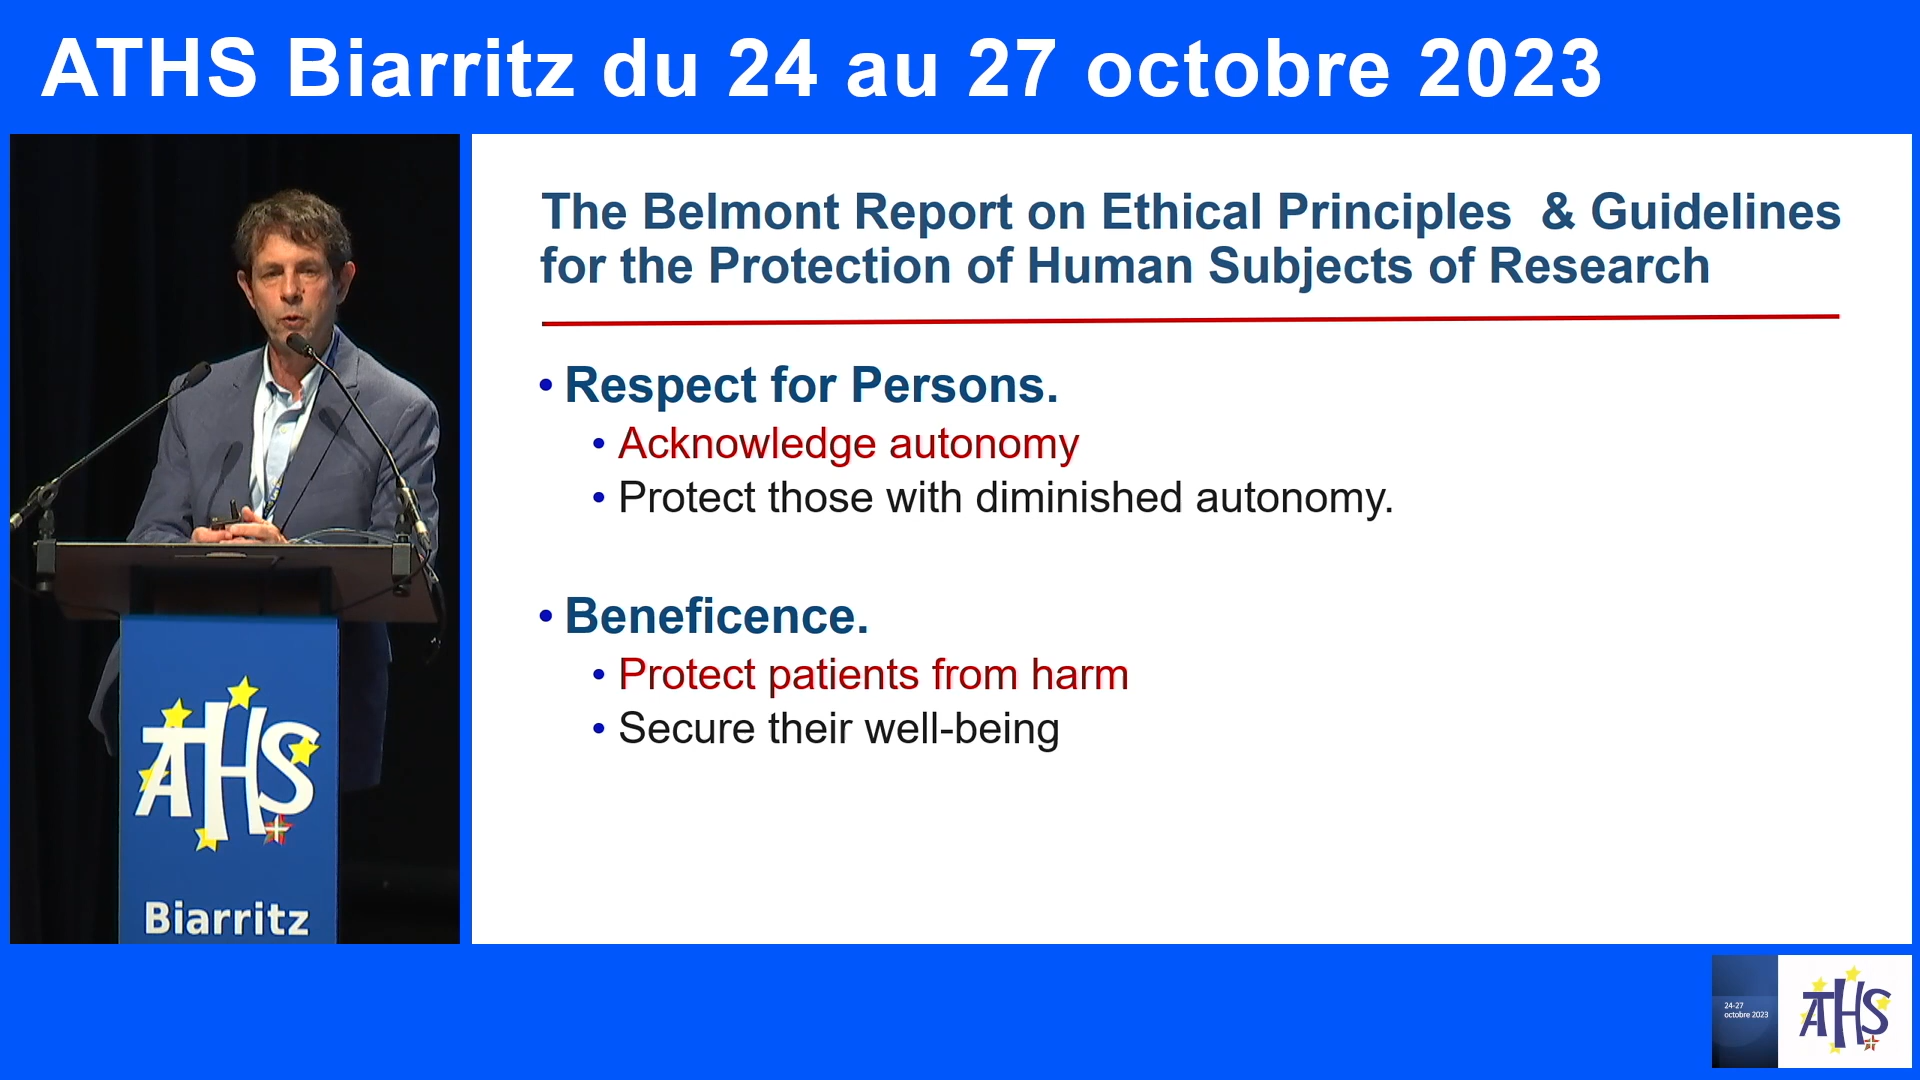 ATHS Biarritz du 24 au 27 octobre 2023
The Belmont Report on Ethical Principles & Guidelines
for the Protection of Human Subjects of Research
• Respect for Persons.
• Acknowledge autonomy
• Protect those with diminished autonomy.
• Beneficence.
• Protect patients from harm
• Secure their well-being
ATHS
Biarritz
24-27
octobre 2023
ATHS